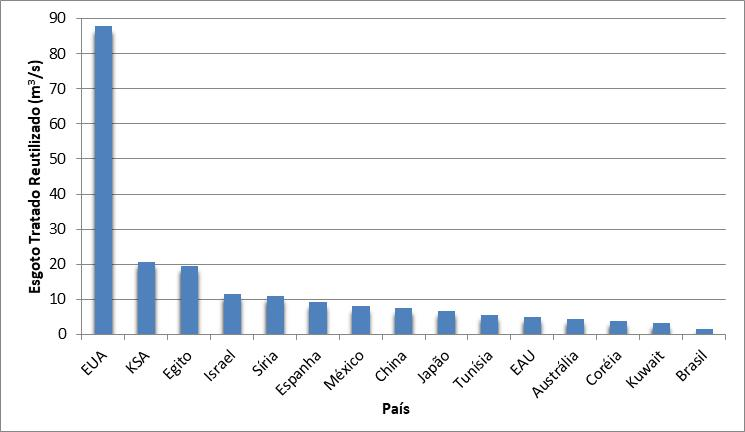 Esgoto Tratado Reutilizado (m³/s)
90
80
70
60
50
40
30
20
10
0
EUA
KSA
Egito
Israel
Síria
Espanha
México
China
Japão
Tunísia
EAU
Austrália
Coréia
Kuwait
Brasil
País